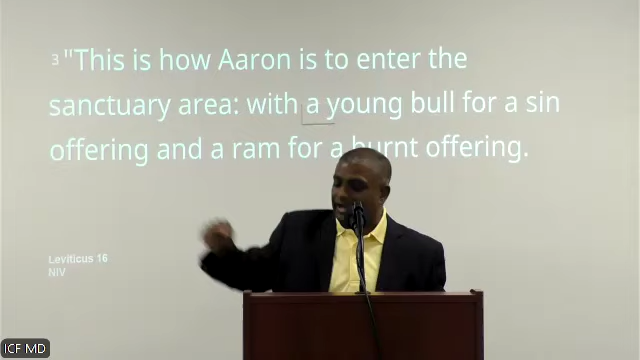 3 "This is how Aaron is to enter the
sanctuary area: with a young bull for a sin
offering and a ram for a burnt offering.
Leviticus 16
NIV
ICF MD